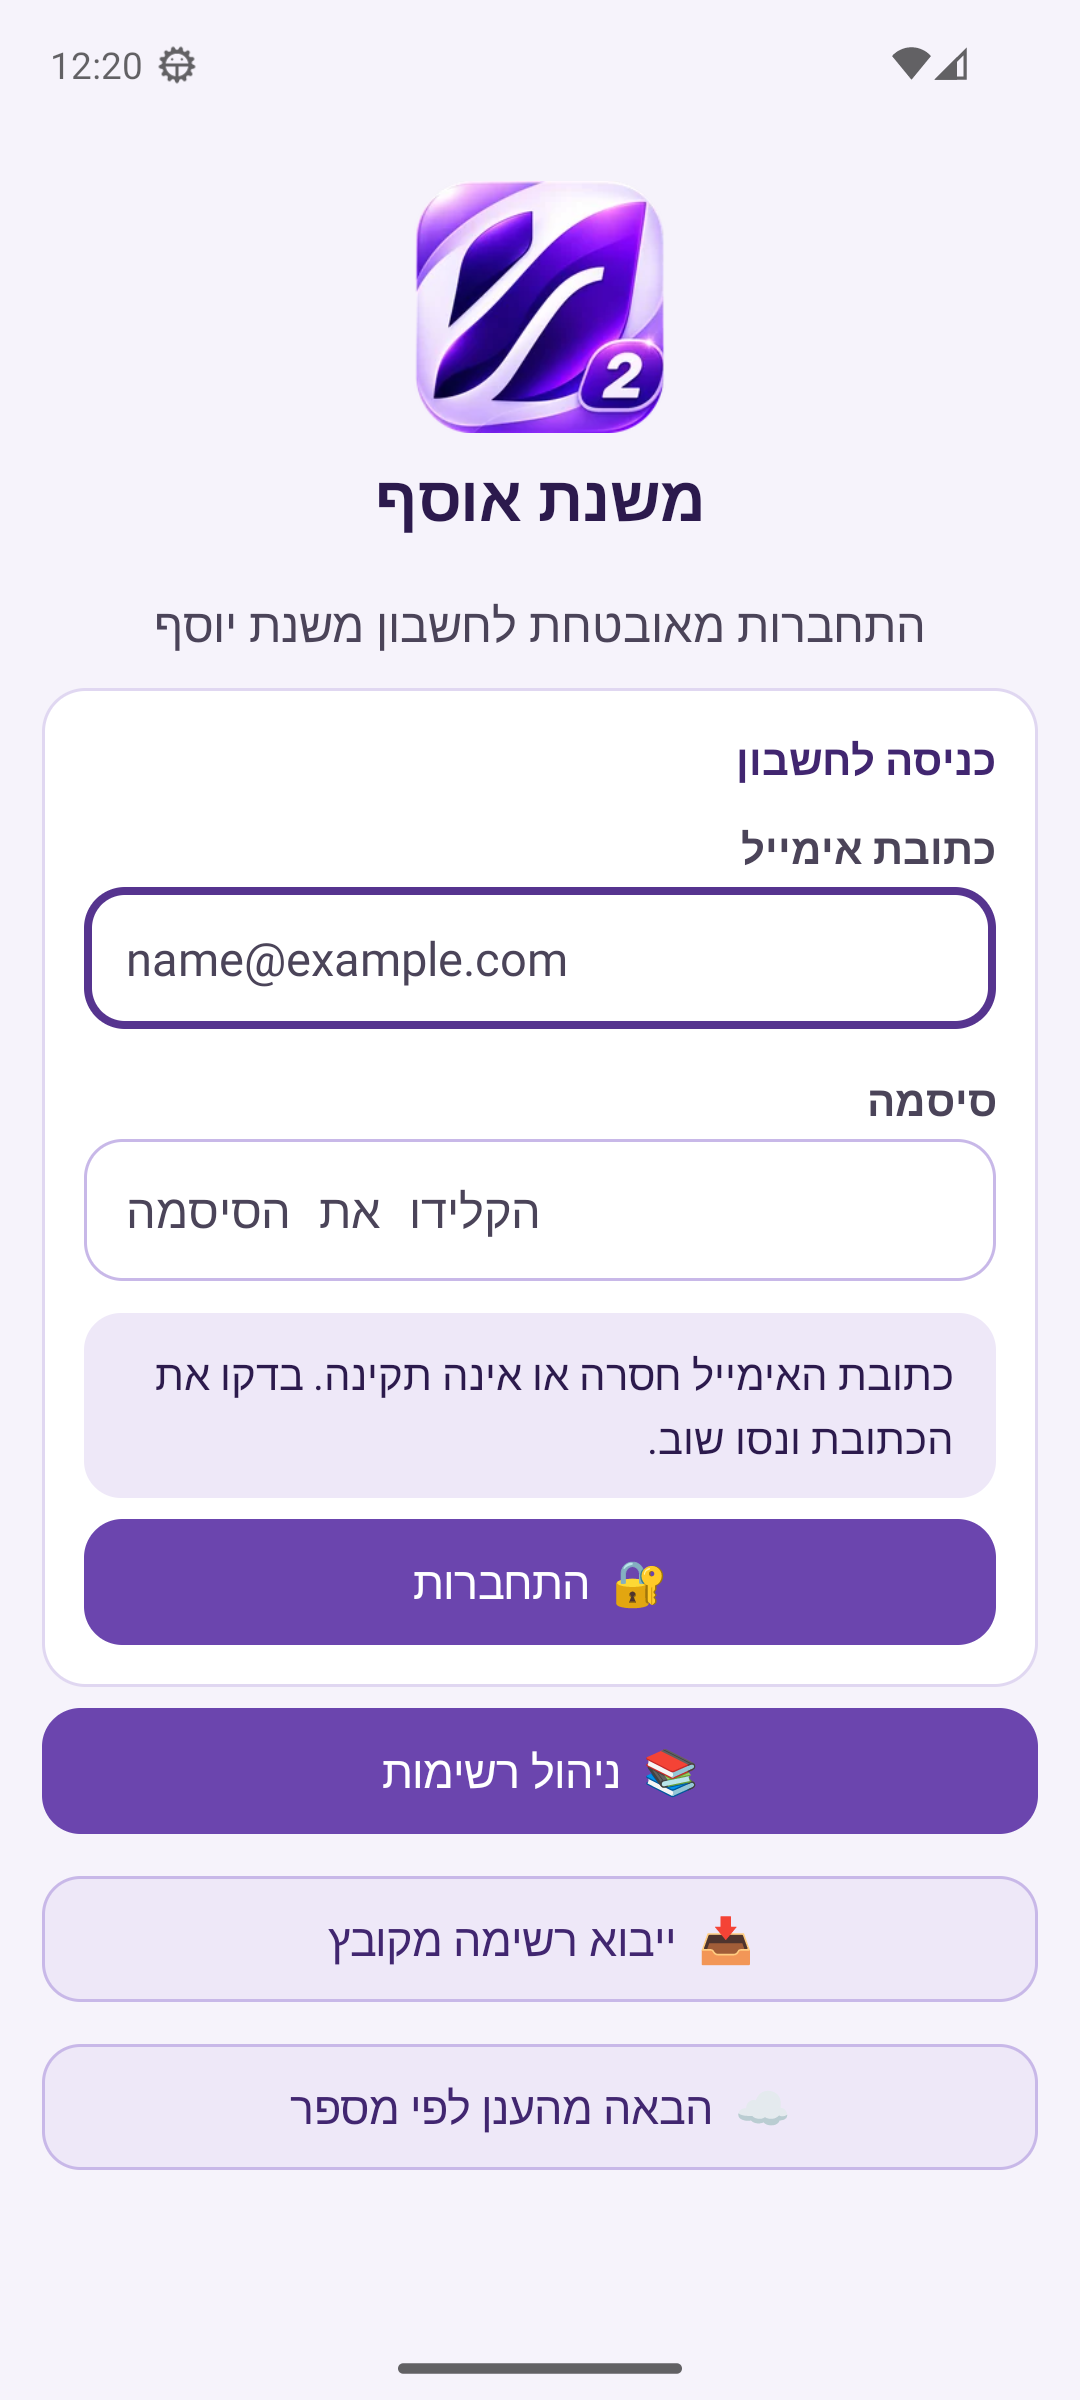 12:20
2
משנת אוסף
התחברות מאובטחת לחשבון משנת יוסף
כניסה לחשבון
כתובת אימייל
name@example.com
סיסמה
הקלידו את הסיסמה
כתובת האימייל חסרה או אינה תקינה. בדקו את
הכתובת ונסו שוב.
🔐 התחברות
📚 ניהול רשימות
📥 ייבוא רשימה מקובץ
☁️ הבאה מהענן לפי מספר